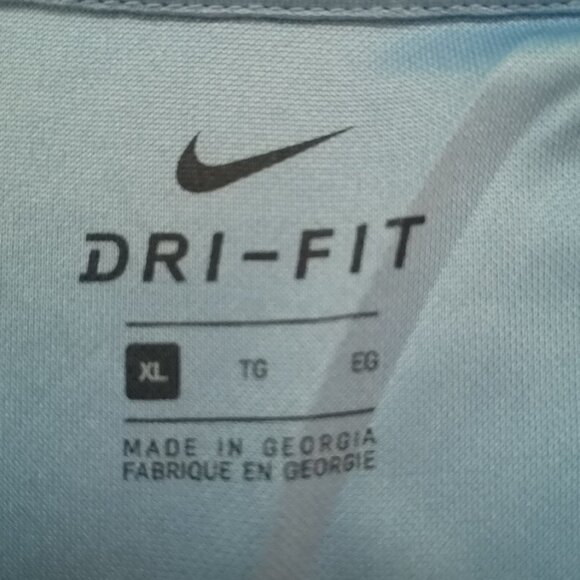 DRI-FIT
XL TG EG
MADE IN GEORGIA
FABRIQUE EN GEORGIE